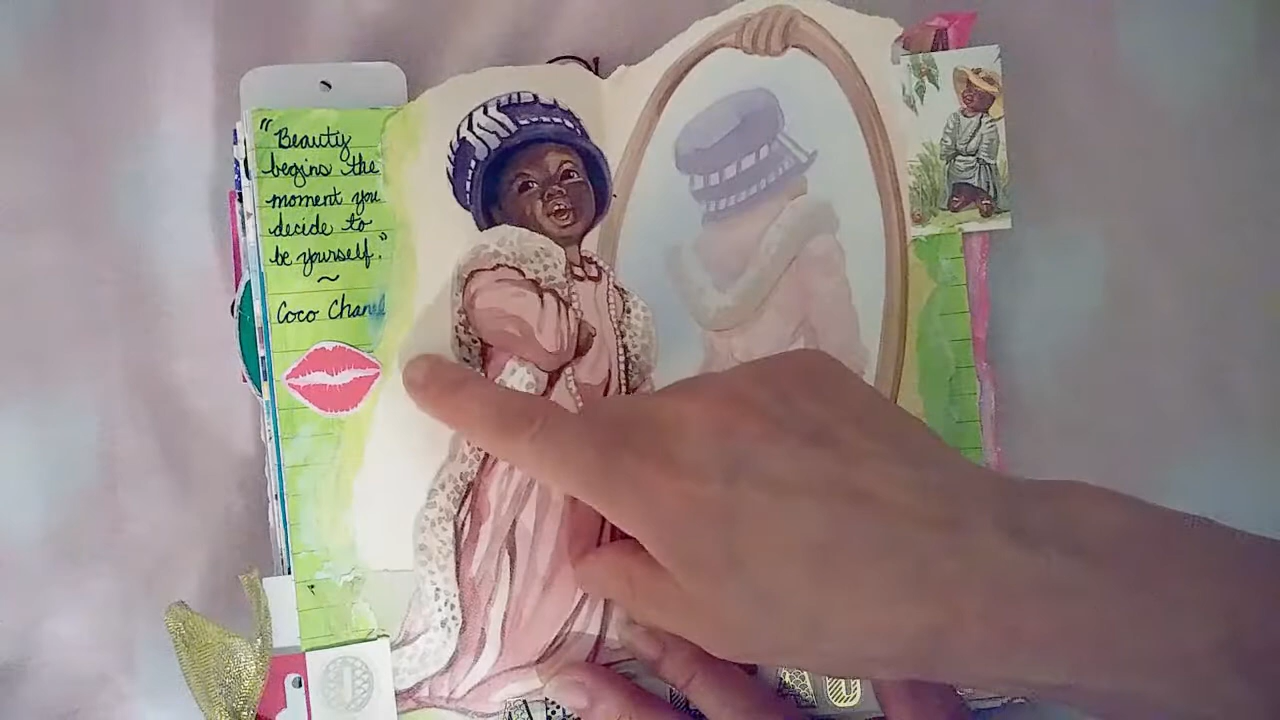 "Beauty
begins the
moment you
decide to
be yourself."
~
Coco Chanel